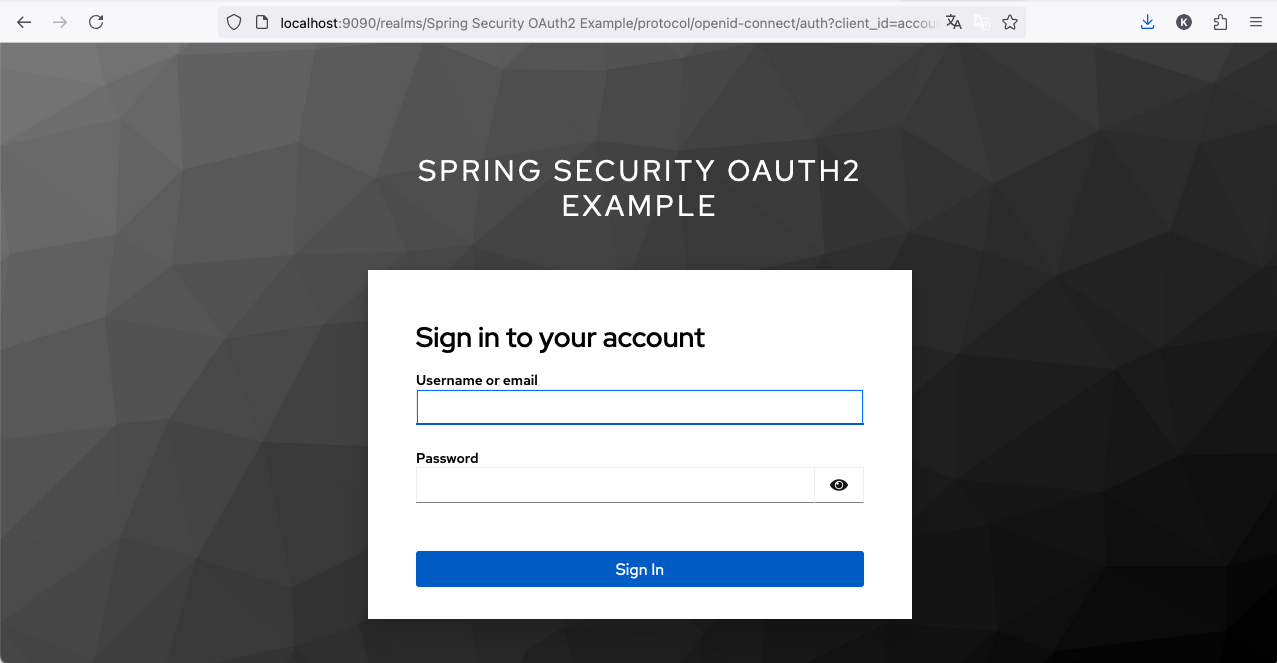 localhost:9090/realms/Spring Security OAuth2 Example/protocol/openid-connect/auth?client_id=accou
K
SPRING SECURITY OAUTH2
EXAMPLE
Sign in to your account
Username or email
Password
Sign In